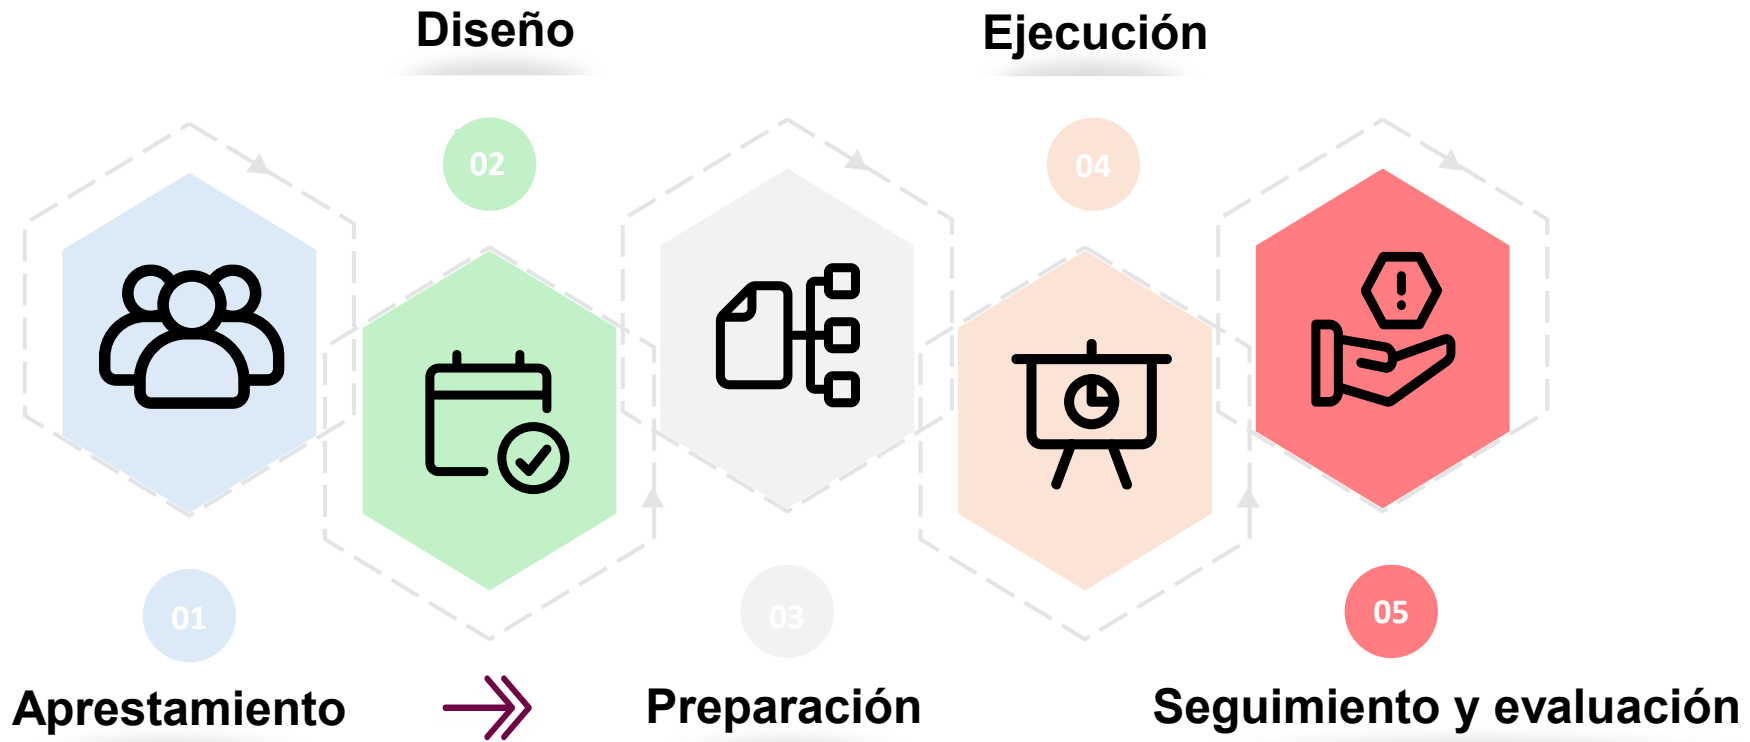 Diseño
Ejecución
02
04
01
03
05
Aprestamiento
Preparación
Seguimiento y evaluación